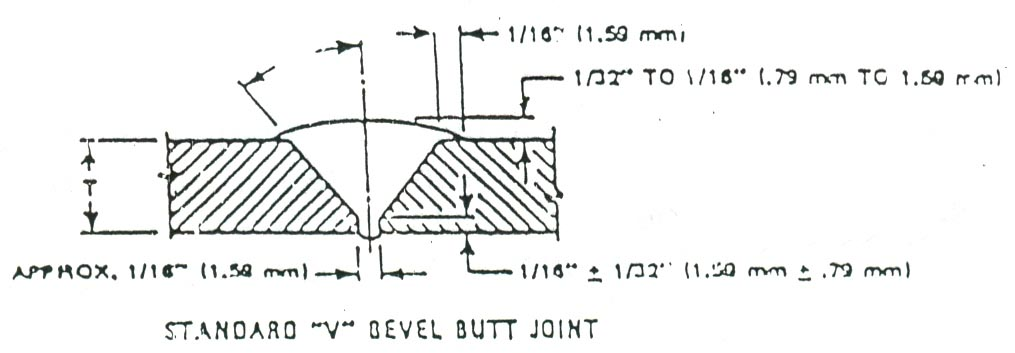 1/16" (1.59 mm)
1/32" TO 1/16" (.79 mm TO 1.59 mm)
T
APPROX. 1/16" (1.59 mm)
1/16" ± 1/32" (1.59 mm ± .79 mm)
STANDARD "V" BEVEL BUTT JOINT